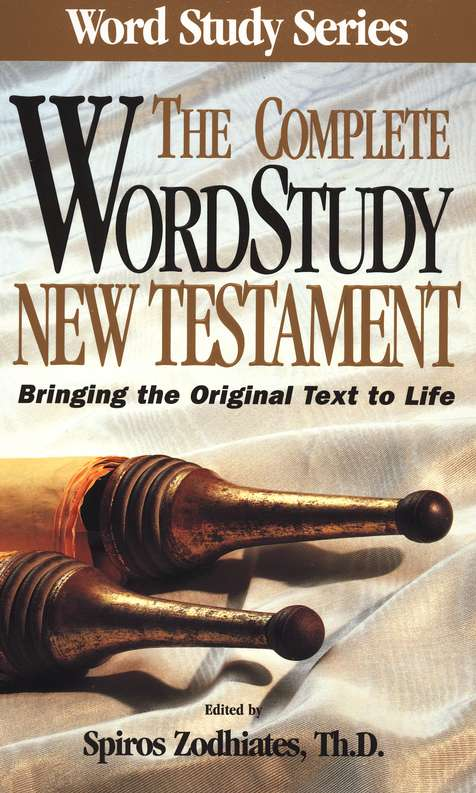 Word Study Series
The Complete
WordStudy
New Testament
Bringing the Original Text to Life
Edited by
Spiros Zodhiates, Th.D.